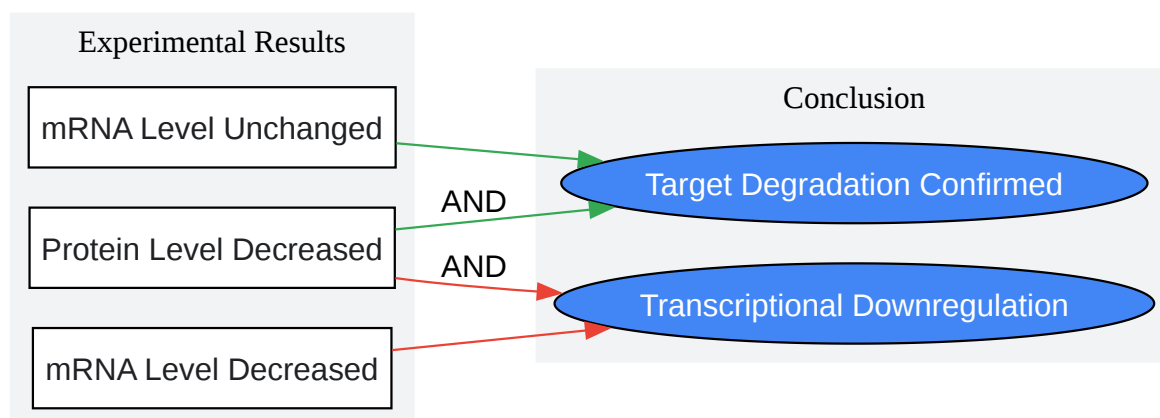 Experimental Results
mRNA Level Unchanged
Protein Level Decreased
mRNA Level Decreased
AND
AND
Conclusion
Target Degradation Confirmed
Transcriptional Downregulation